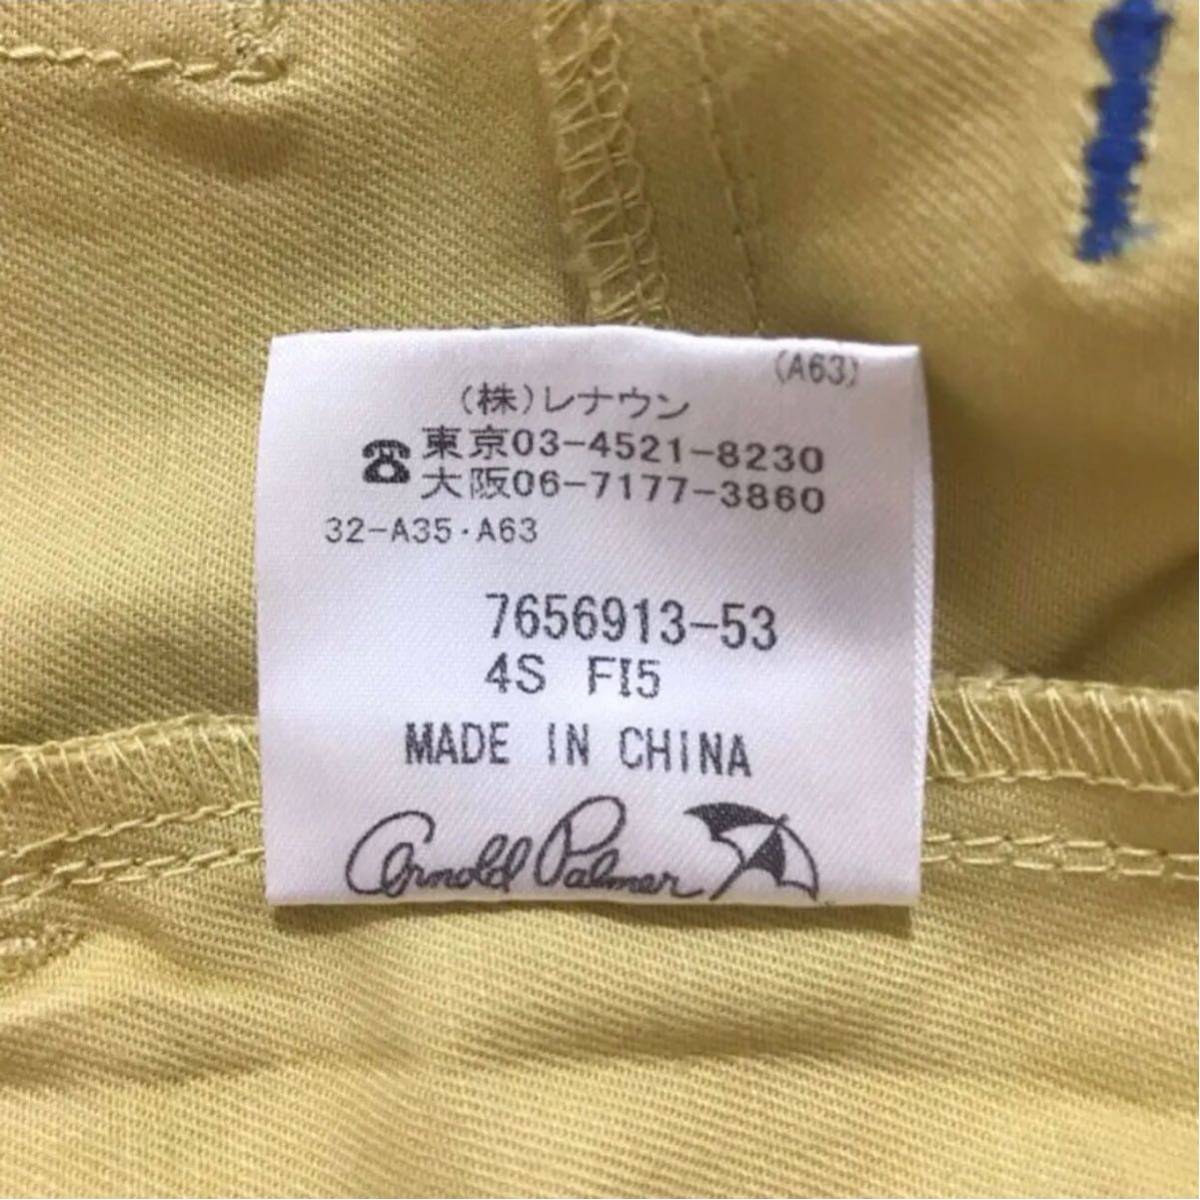 (A63)
(株)レナウン
☎東京03-4521-8230
大阪06-7177-3860
32-A35・A63
7656913-53
4S FI5
MADE IN CHINA
Arnold Palmer